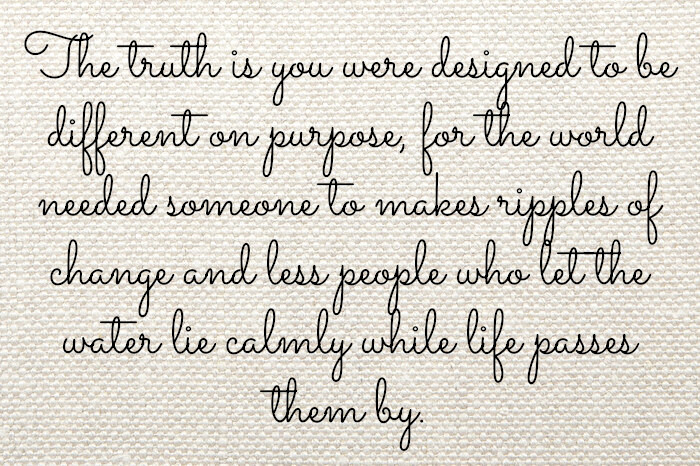 The truth is you were designed to be
different on purpose, for the world
needed someone to makes ripples of
change and less people who let the
water lie calmly while life passes
them by.